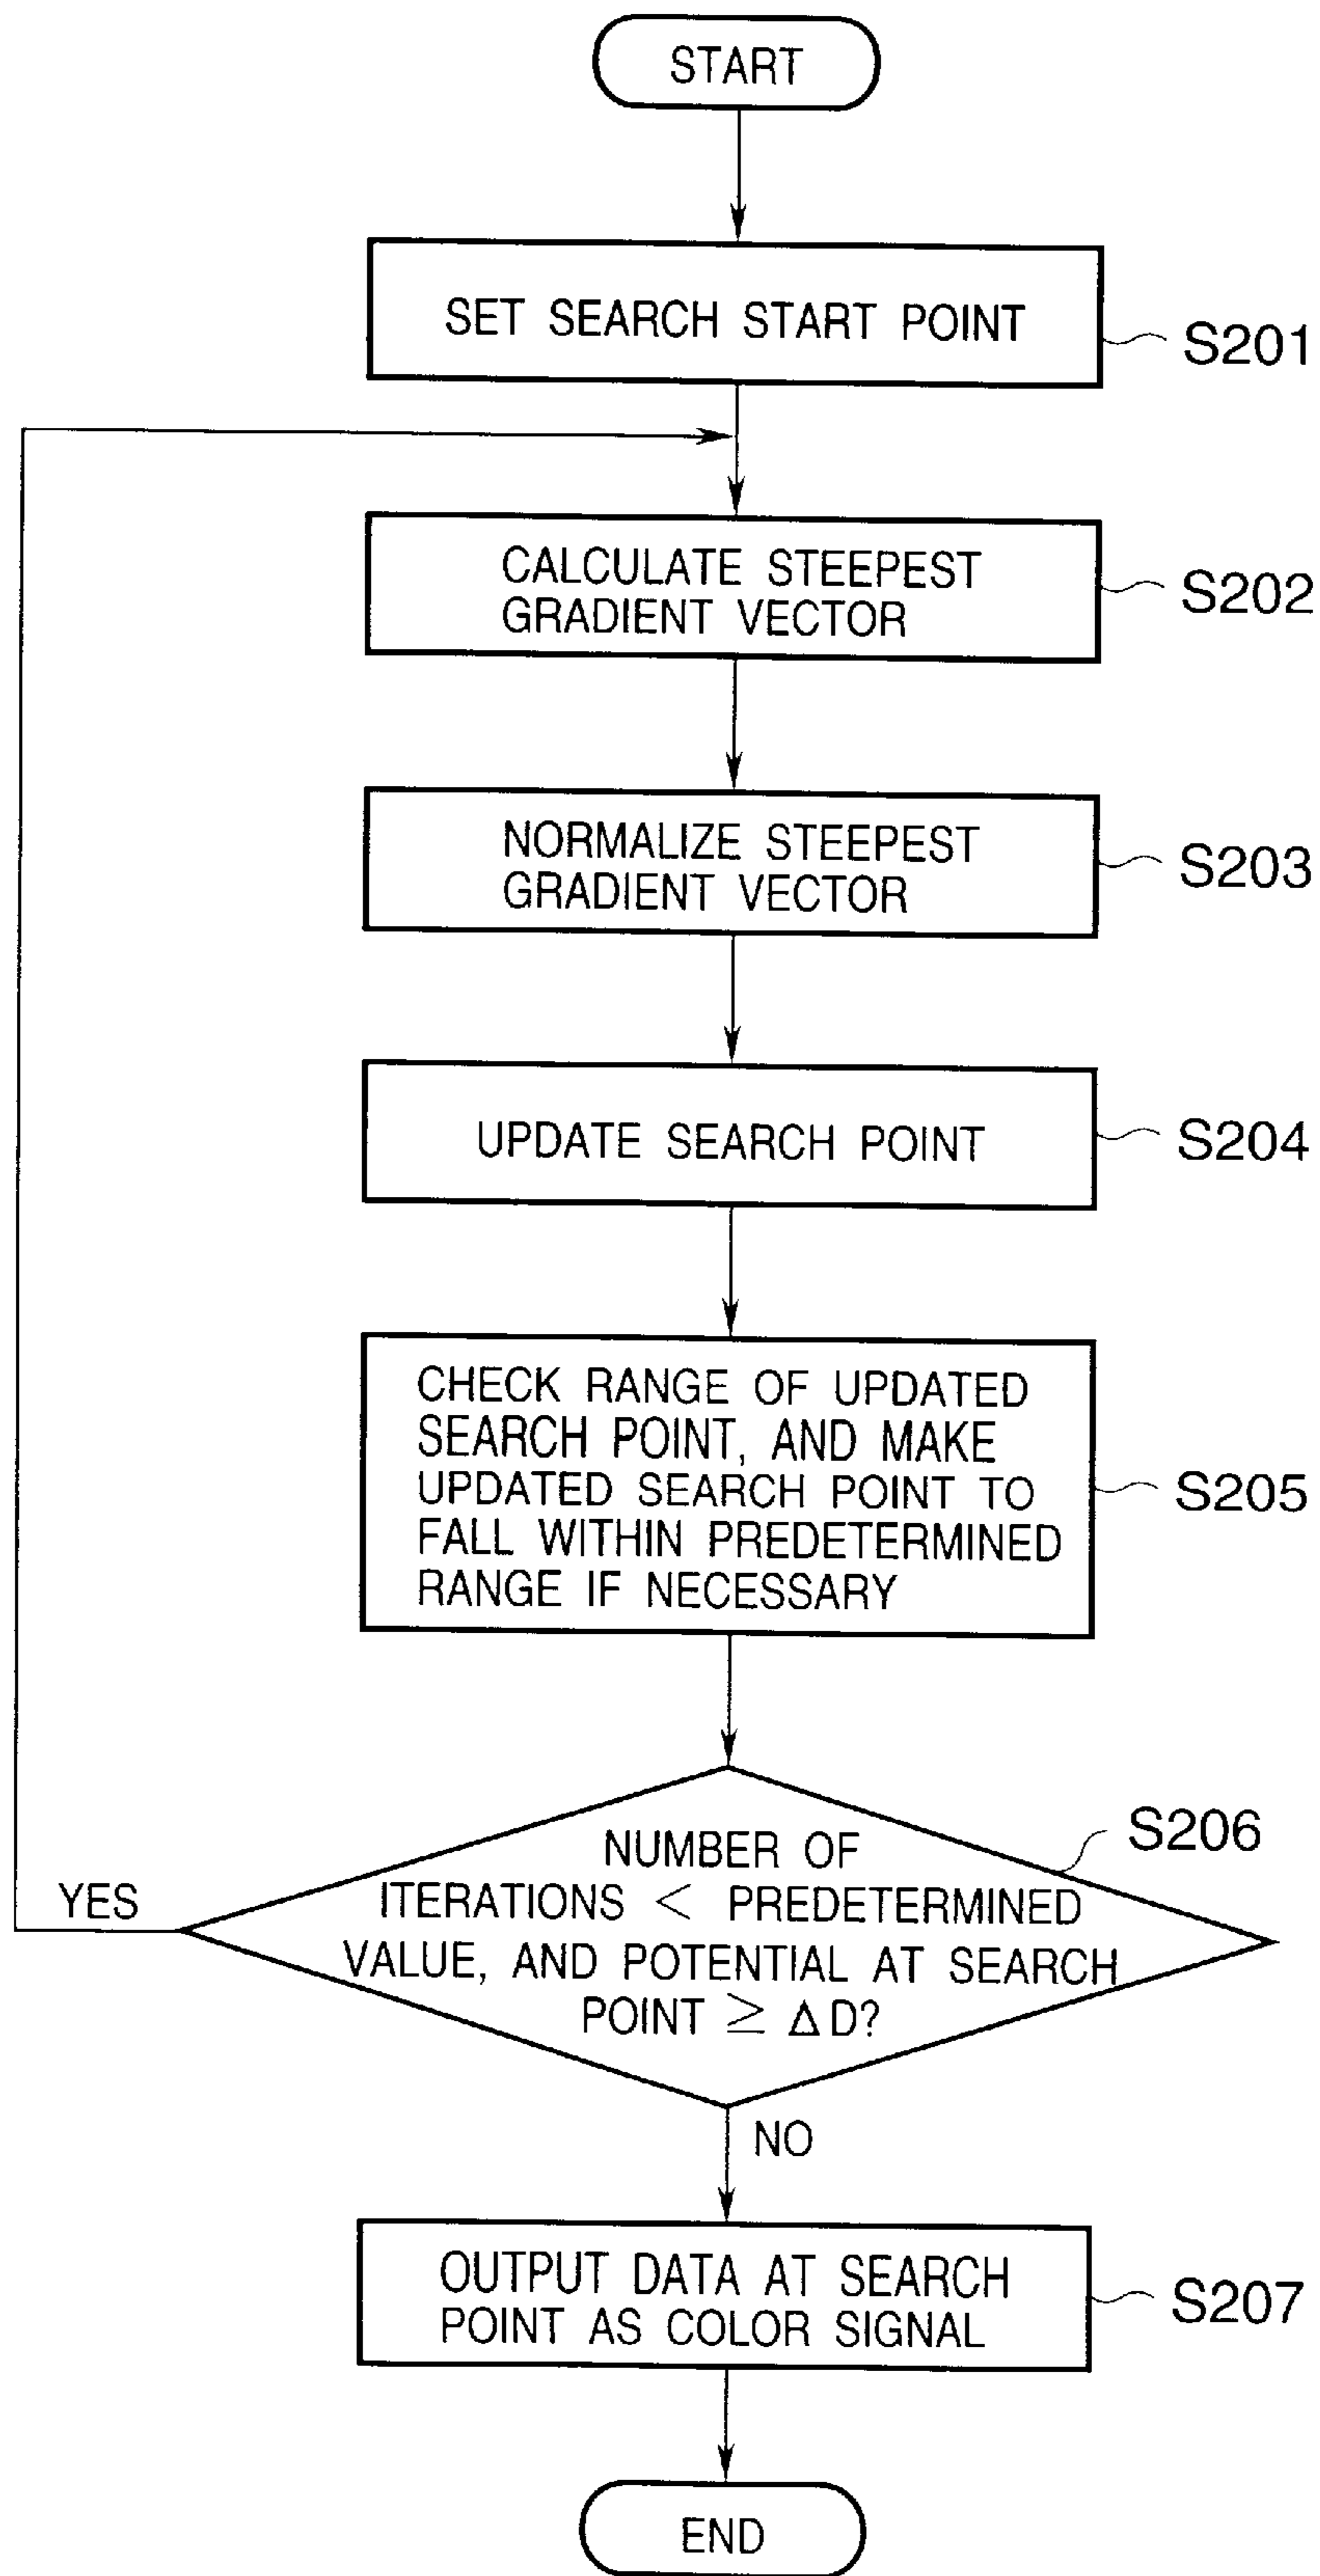 START
SET SEARCH START POINT
S201
CALCULATE STEEPEST
GRADIENT VECTOR
S202
NORMALIZE STEEPEST
GRADIENT VECTOR
S203
UPDATE SEARCH POINT
S204
CHECK RANGE OF UPDATED
SEARCH POINT, AND MAKE
UPDATED SEARCH POINT TO
FALL WITHIN PREDETERMINED
RANGE IF NECESSARY
S205
NUMBER OF
ITERATIONS < PREDETERMINED
VALUE, AND POTENTIAL AT SEARCH
POINT ≥ ΔD?
S206
YES
NO
OUTPUT DATA AT SEARCH
POINT AS COLOR SIGNAL
S207
END